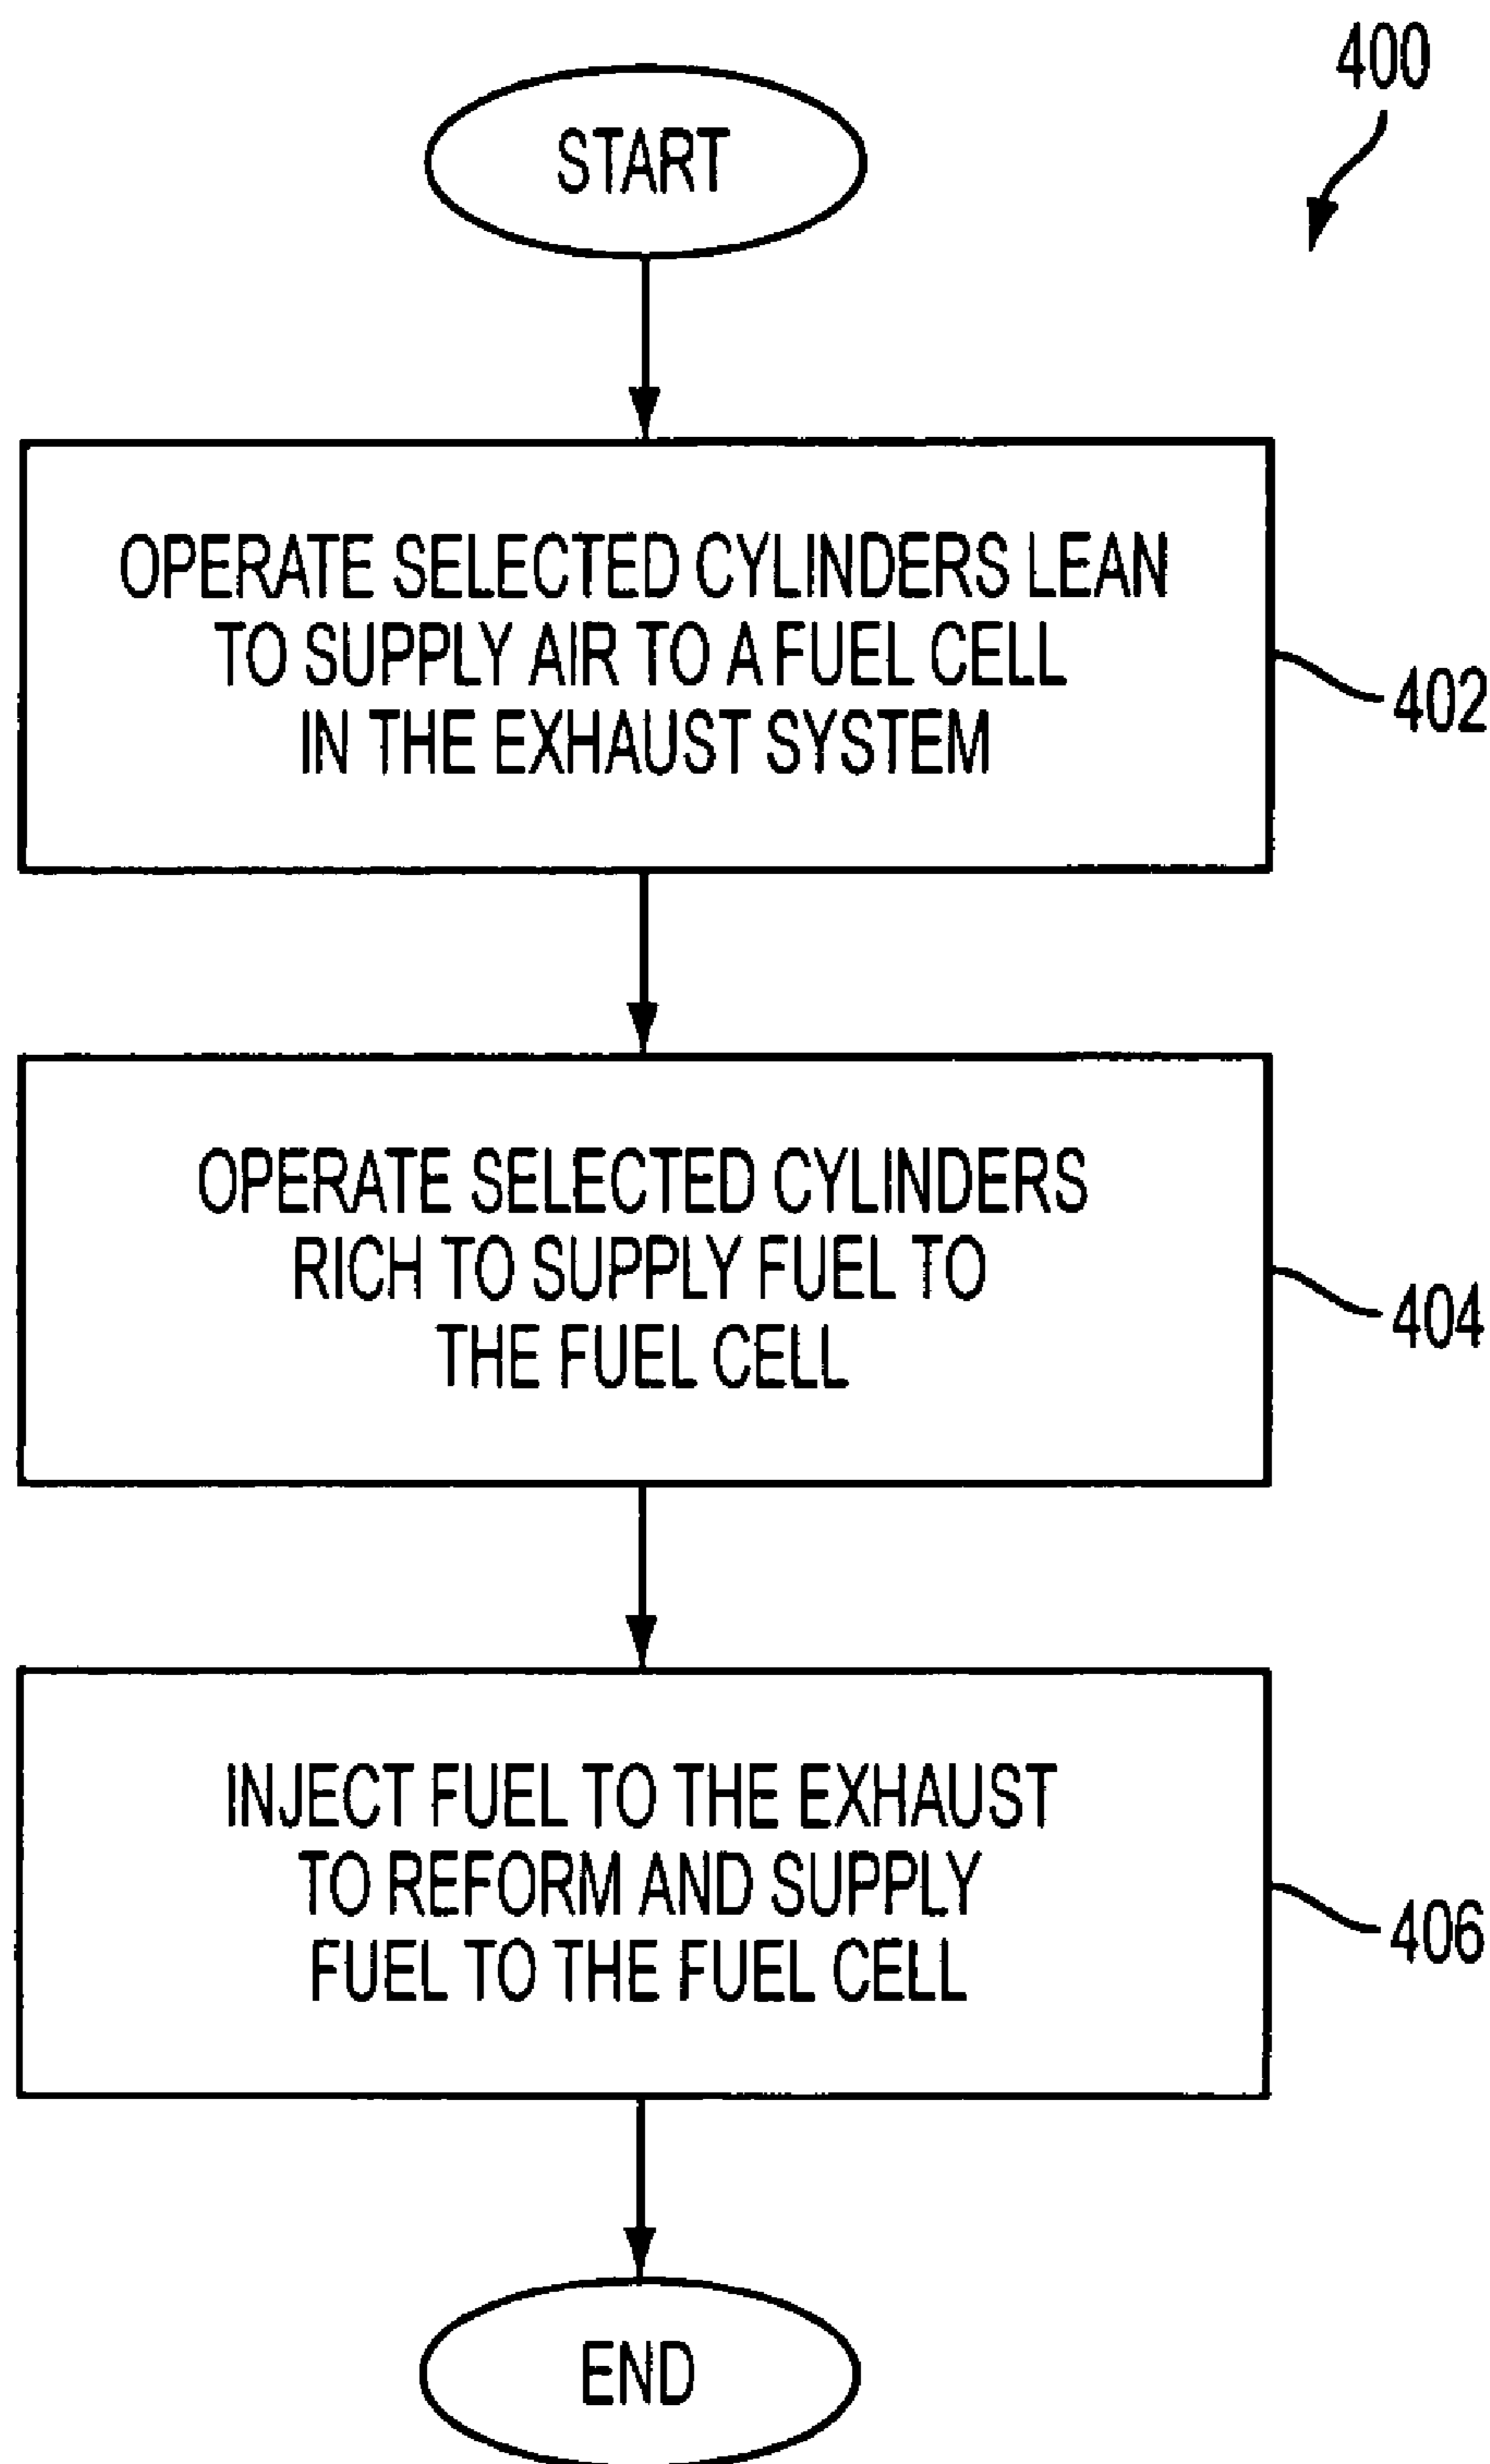 400
START
OPERATE SELECTED CYLINDERS LEAN
TO SUPPLY AIR TO A FUEL CELL
IN THE EXHAUST SYSTEM
402
OPERATE SELECTED CYLINDERS
RICH TO SUPPLY FUEL TO
THE FUEL CELL
404
INJECT FUEL TO THE EXHAUST
TO REFORM AND SUPPLY
FUEL TO THE FUEL CELL
406
END